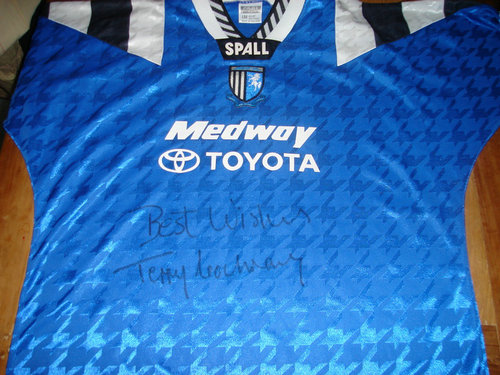 SPALL
Medway
TOYOTA
Best Wishes
Terry